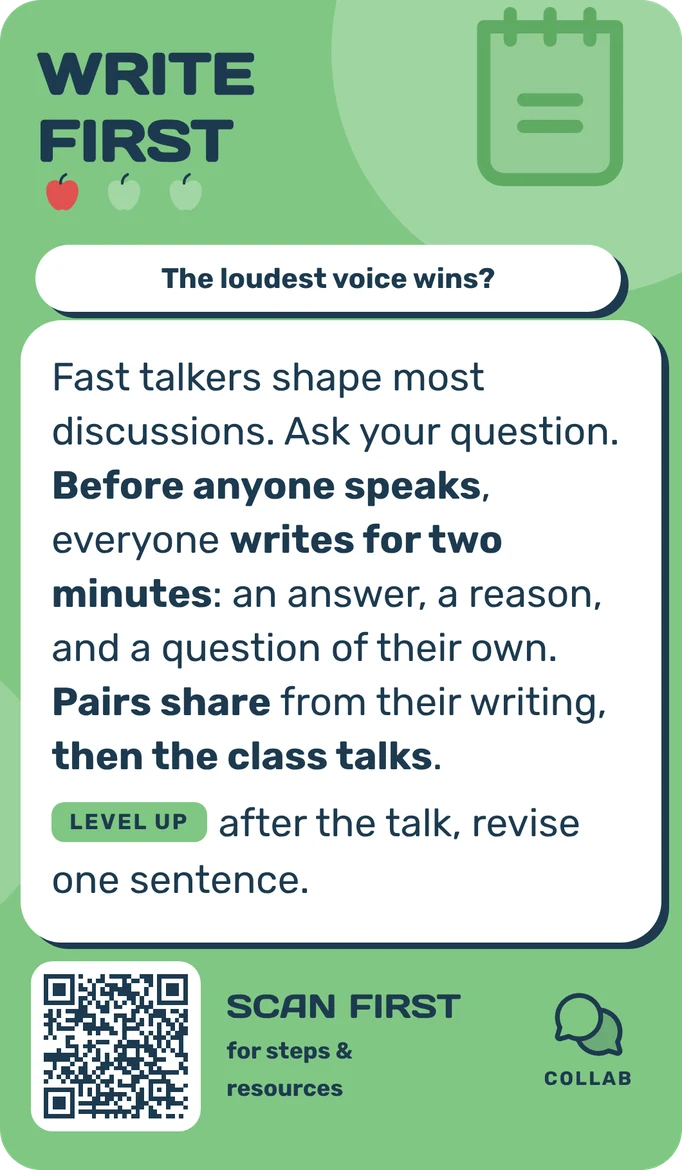 WRITE
FIRST
The loudest voice wins?
Fast talkers shape most
discussions. Ask your question.
Before anyone speaks,
everyone writes for two
minutes: an answer, a reason,
and a question of their own.
Pairs share from their writing,
then the class talks.
LEVEL UP after the talk, revise
one sentence.
SCAN FIRST
for steps &
resources
COLLAB